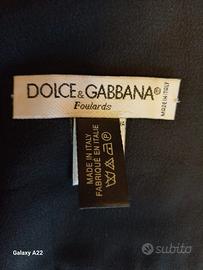 DOLCE & GABBANA
Foulards
MADE IN ITALY
MADE IN ITALY
FABRIQUÉ EN ITALIE
Galaxy A22
subito